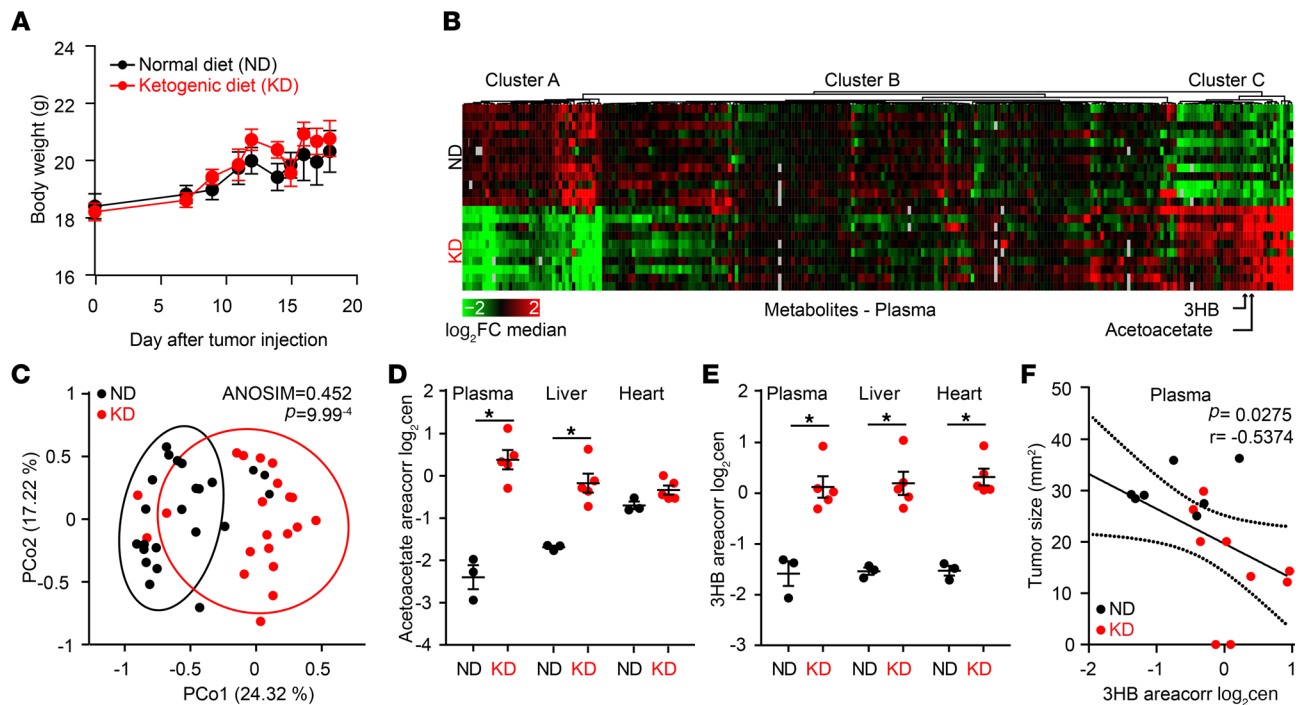 A
24
22
20
18
16
Body weight (g)
Normal diet (ND)
Ketogenic diet (KD)
0
5
10
15
20
Day after tumor injection
B
Cluster A
Cluster B
Cluster C
ND
KD
−2
2
log2FC median
Metabolites - Plasma
3HB
Acetoacetate
C
ND
KD
ANOSIM=0.452
p=9.99-4
1
0.5
0
-0.5
-1
PCo2 (17.22 %)
-1
-0.5
0
0.5
PCo1 (24.32 %)
D
2
1
0
-1
-2
-3
-4
Acetoacetate areacorr log2cen
Plasma
Liver
Heart
*
*
ND KD ND KD ND KD
E
2
1
0
-1
-2
-3
3HB areacorr log2cen
Plasma
Liver
Heart
*
*
*
ND KD ND KD ND KD
F
50
40
30
20
10
0
Tumor size (mm2)
Plasma
p= 0.0275
r= -0.5374
ND
KD
-2
-1
0
1
3HB areacorr log2cen